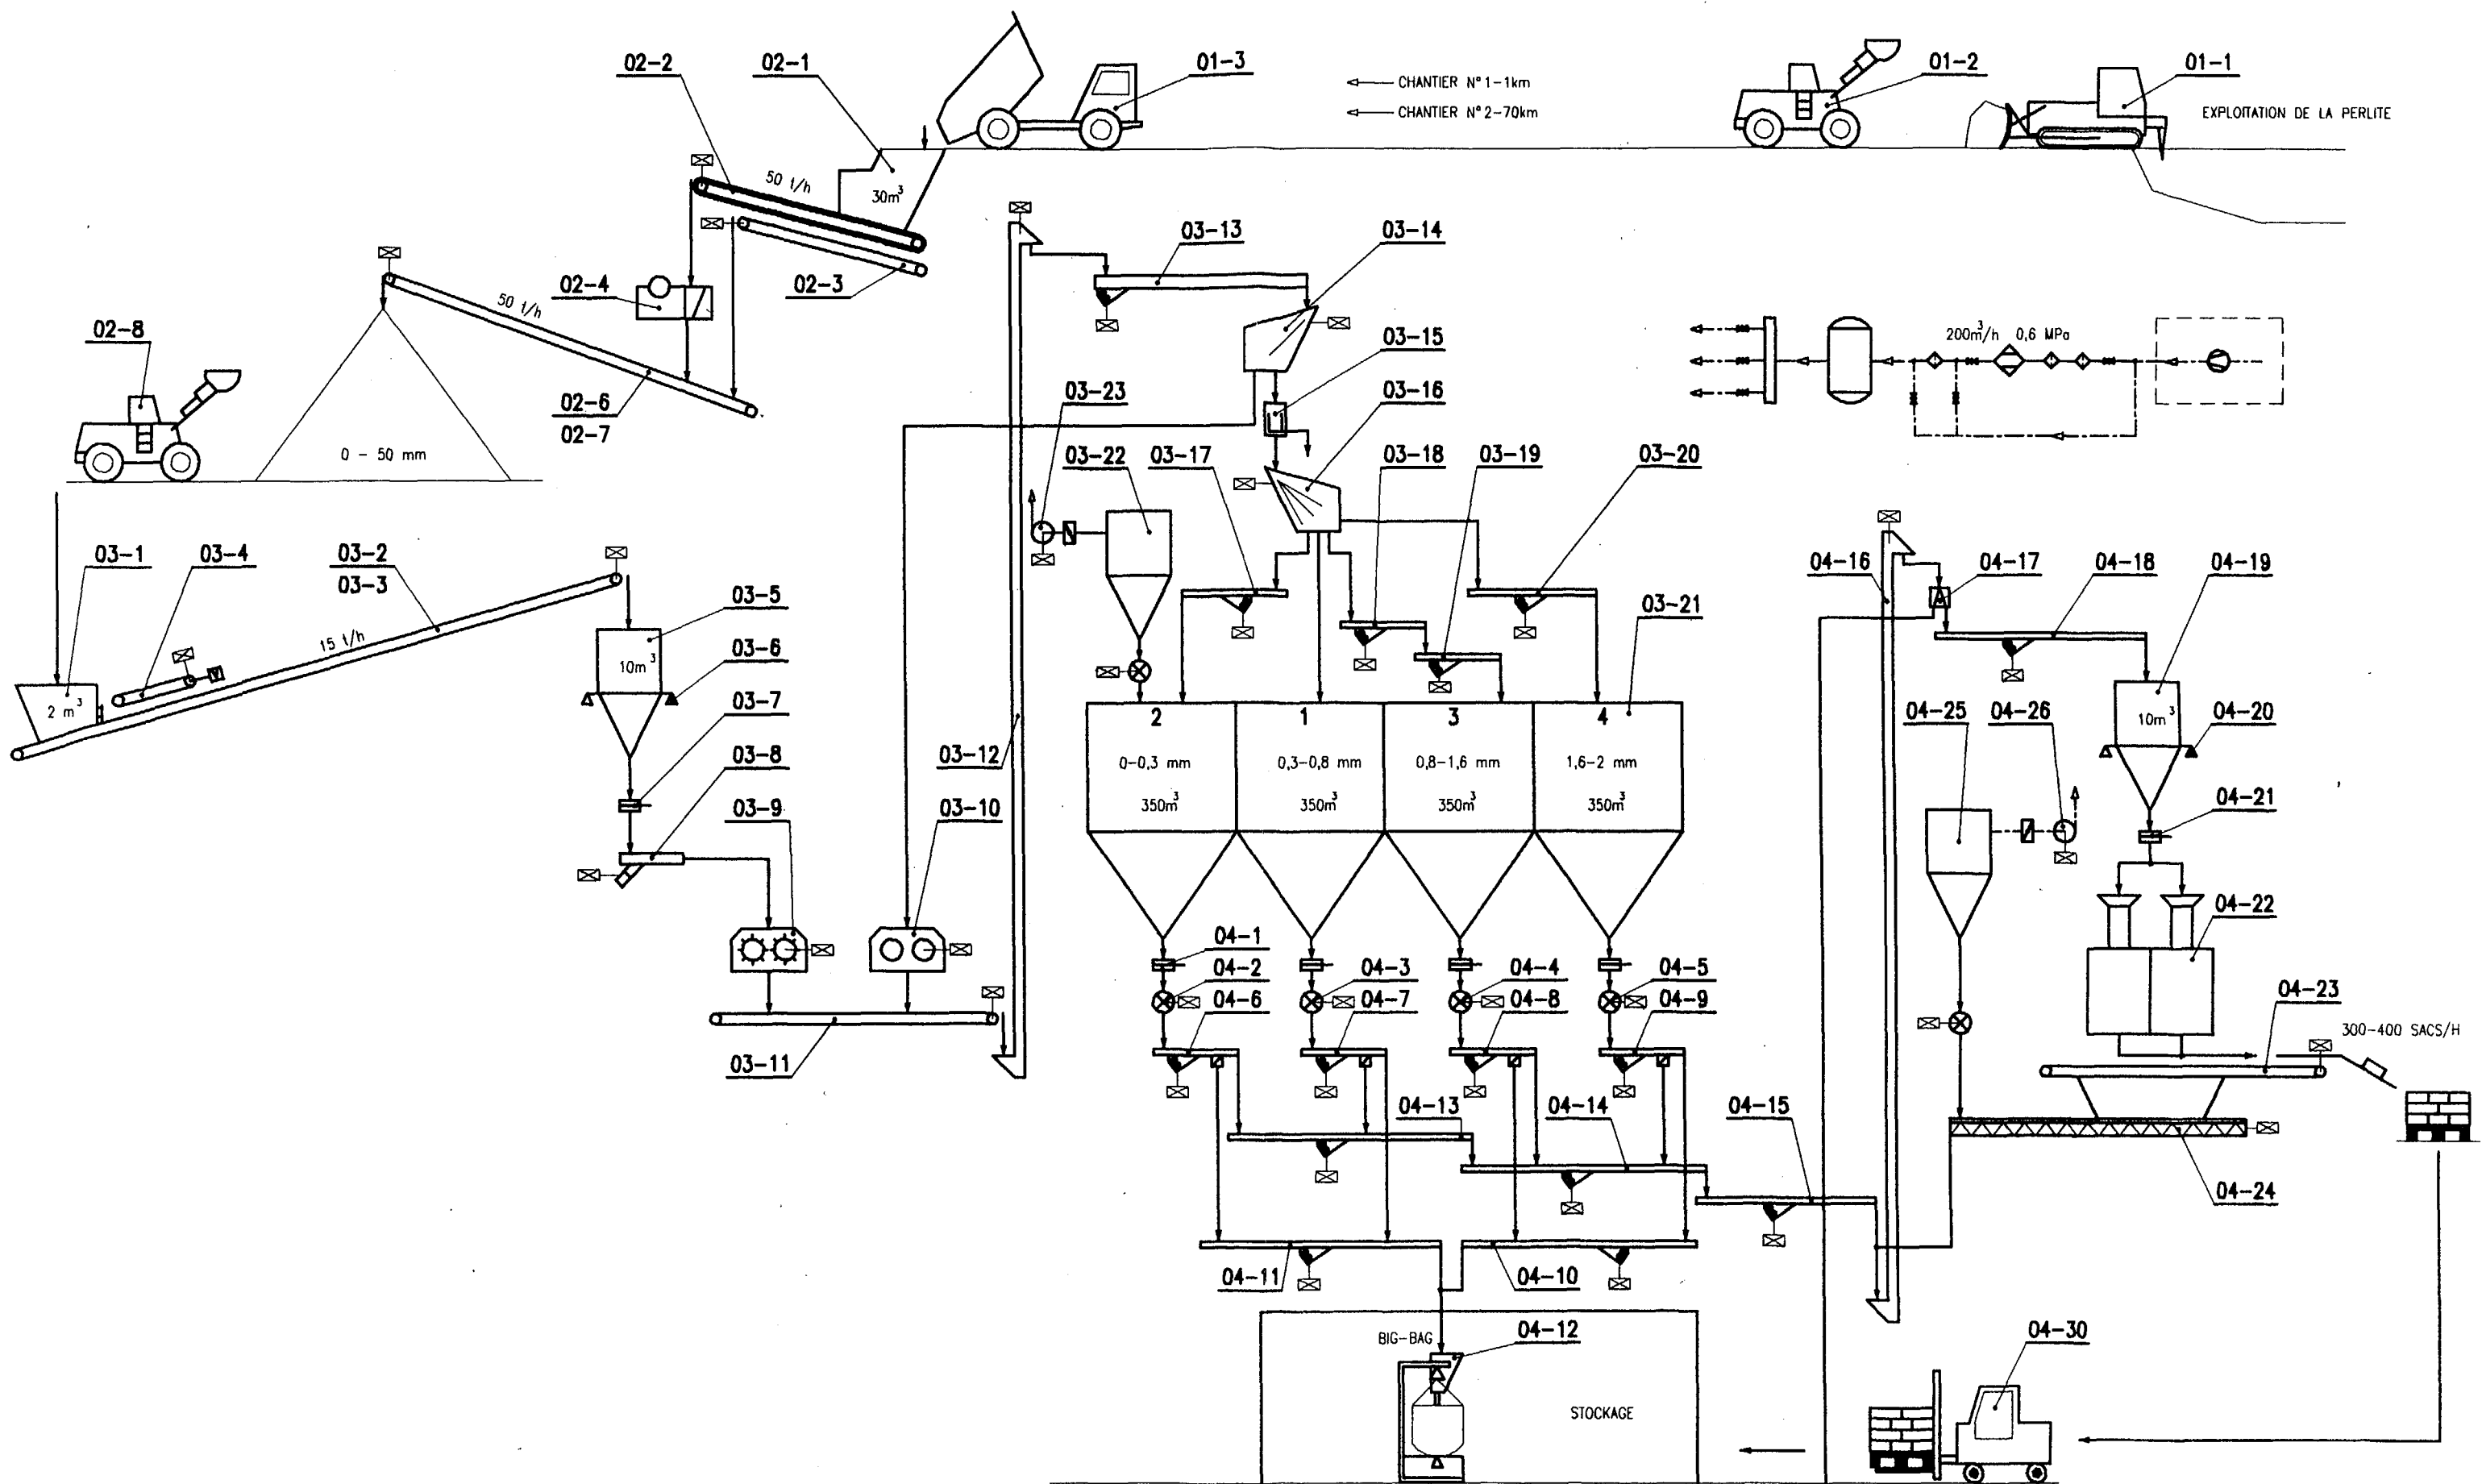 02-2
02-1
01-3
CHANTIER N°1-1km
CHANTIER N°2-70km
01-2
01-1
EXPLOITATION DE LA PERLITE
50 t/h
30m³
02-3
02-4
50 t/h
02-6
02-7
02-8
0 - 50 mm
03-13
03-14
03-15
03-16
03-23
03-22
03-17
03-18
03-19
03-20
200m³/h 0,6 MPa
03-1
03-4
03-2
03-3
15 t/h
2 m³
03-5
10m³
03-6
03-7
03-8
03-9
03-10
03-11
03-12
03-21
2
1
3
4
0-0,3 mm
0,3-0,8 mm
0,8-1,6 mm
1,6-2 mm
350m³
350m³
350m³
350m³
04-1
04-2
04-3
04-4
04-5
04-6
04-7
04-8
04-9
04-13
04-14
04-15
04-11
04-10
04-16
04-17
04-18
04-19
10m³
04-20
04-25
04-26
04-21
04-22
04-23
300-400 SACS/H
04-24
BIG-BAG
04-12
STOCKAGE
04-30